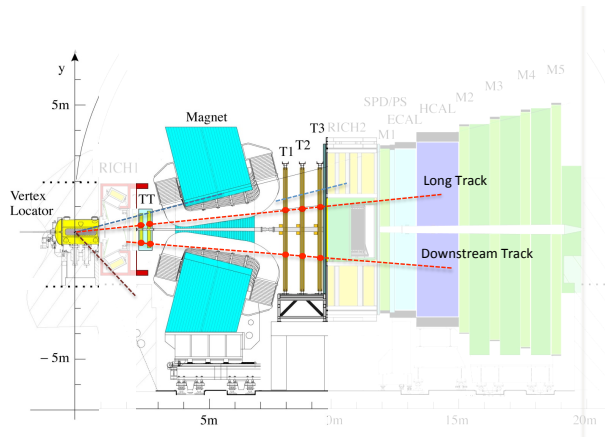 y
5m
Vertex
Locator
RICH1
TT
Magnet
T1
T2
T3
RICH2
SPD/PS
M1
ECAL
HCAL
M2
M3
M4
M5
Long Track
Downstream Track
− 5m
5m
0m
15m
20m